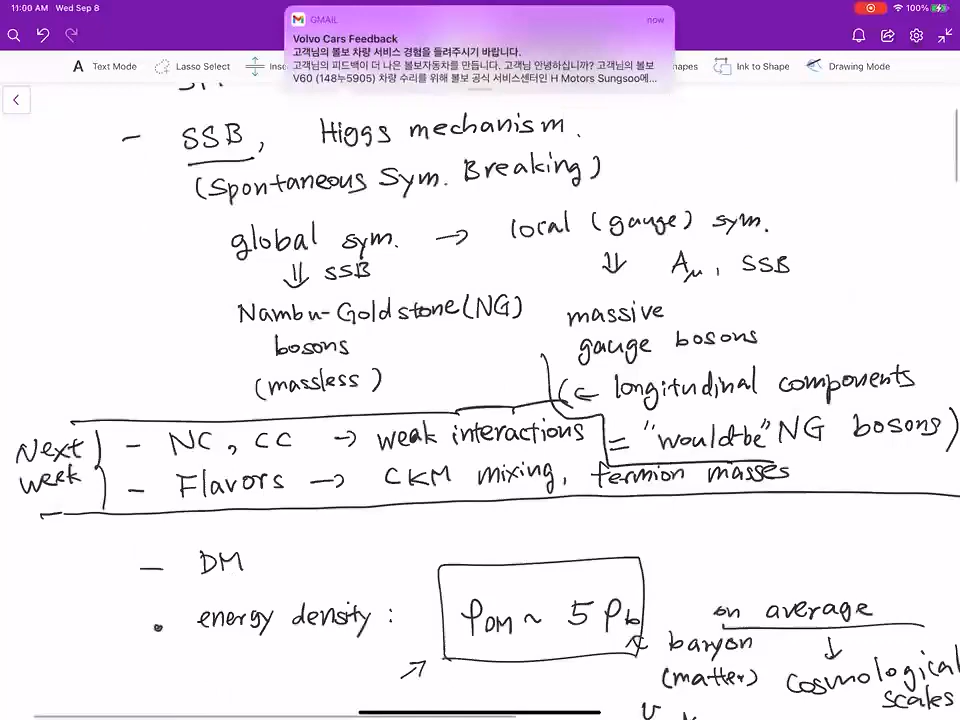 11:00 AM Wed Sep 8
100%
GMAIL
now
Volvo Cars Feedback
고객님의 볼보 차량 서비스 경험을 들려주시기 바랍니다.
고객님의 피드백이 더 나은 볼보자동차를 만듭니다. 고객님 안녕하십니까? 고객님의 볼보
V60 (148누5905) 차량 수리를 위해 볼보 공식 서비스센터인 H Motors Sungsoo에...
Text Mode
Lasso Select
Ink to Shape
Drawing Mode
- SSB, Higgs mechanism.
(Spontaneous Sym. Breaking)
global sym. → local (gauge) sym.
⇓ SSB
⇓ Aμ, SSB
Nambu-Goldstone(NG)
bosons
(massless)
massive
gauge bosons
(← longitudinal components
= "would be" NG bosons)
Next
week
- NC, CC → weak interactions
- Flavors → CKM mixing, fermion masses
- DM
• energy density : ρDM ~ 5 ρb
on average
baryon
(matter)
cosmological
scales